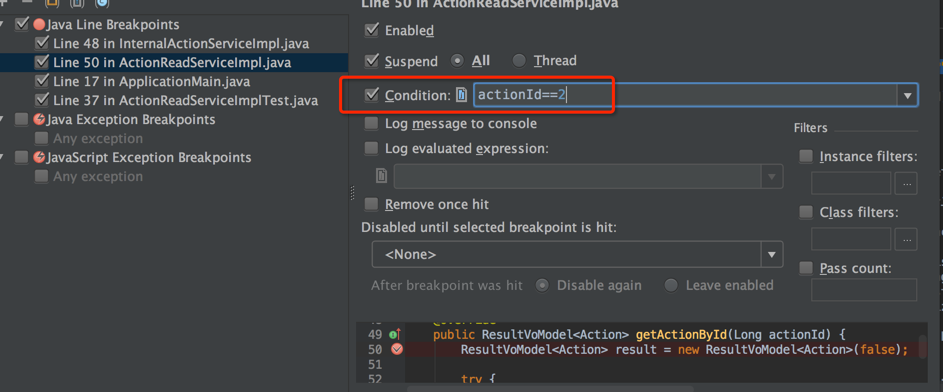 Line 50 in ActionReadServiceImpl.java
Java Line Breakpoints
Line 48 in InternalActionServiceImpl.java
Line 50 in ActionReadServiceImpl.java
Line 17 in ApplicationMain.java
Line 37 in ActionReadServiceImplTest.java
Java Exception Breakpoints
Any exception
JavaScript Exception Breakpoints
Any exception
Enabled
Suspend All Thread
Condition: actionId==2
Log message to console
Log evaluated expression:
Remove once hit
Disabled until selected breakpoint is hit:
<None>
After breakpoint was hit Disable again Leave enabled
Filters
Instance filters:
...
Class filters:
...
Pass count:
48 @Override
49 public ResultVoModel<Action> getActionById(Long actionId) {
50 ResultVoModel<Action> result = new ResultVoModel<Action>(false);
51
52 try {